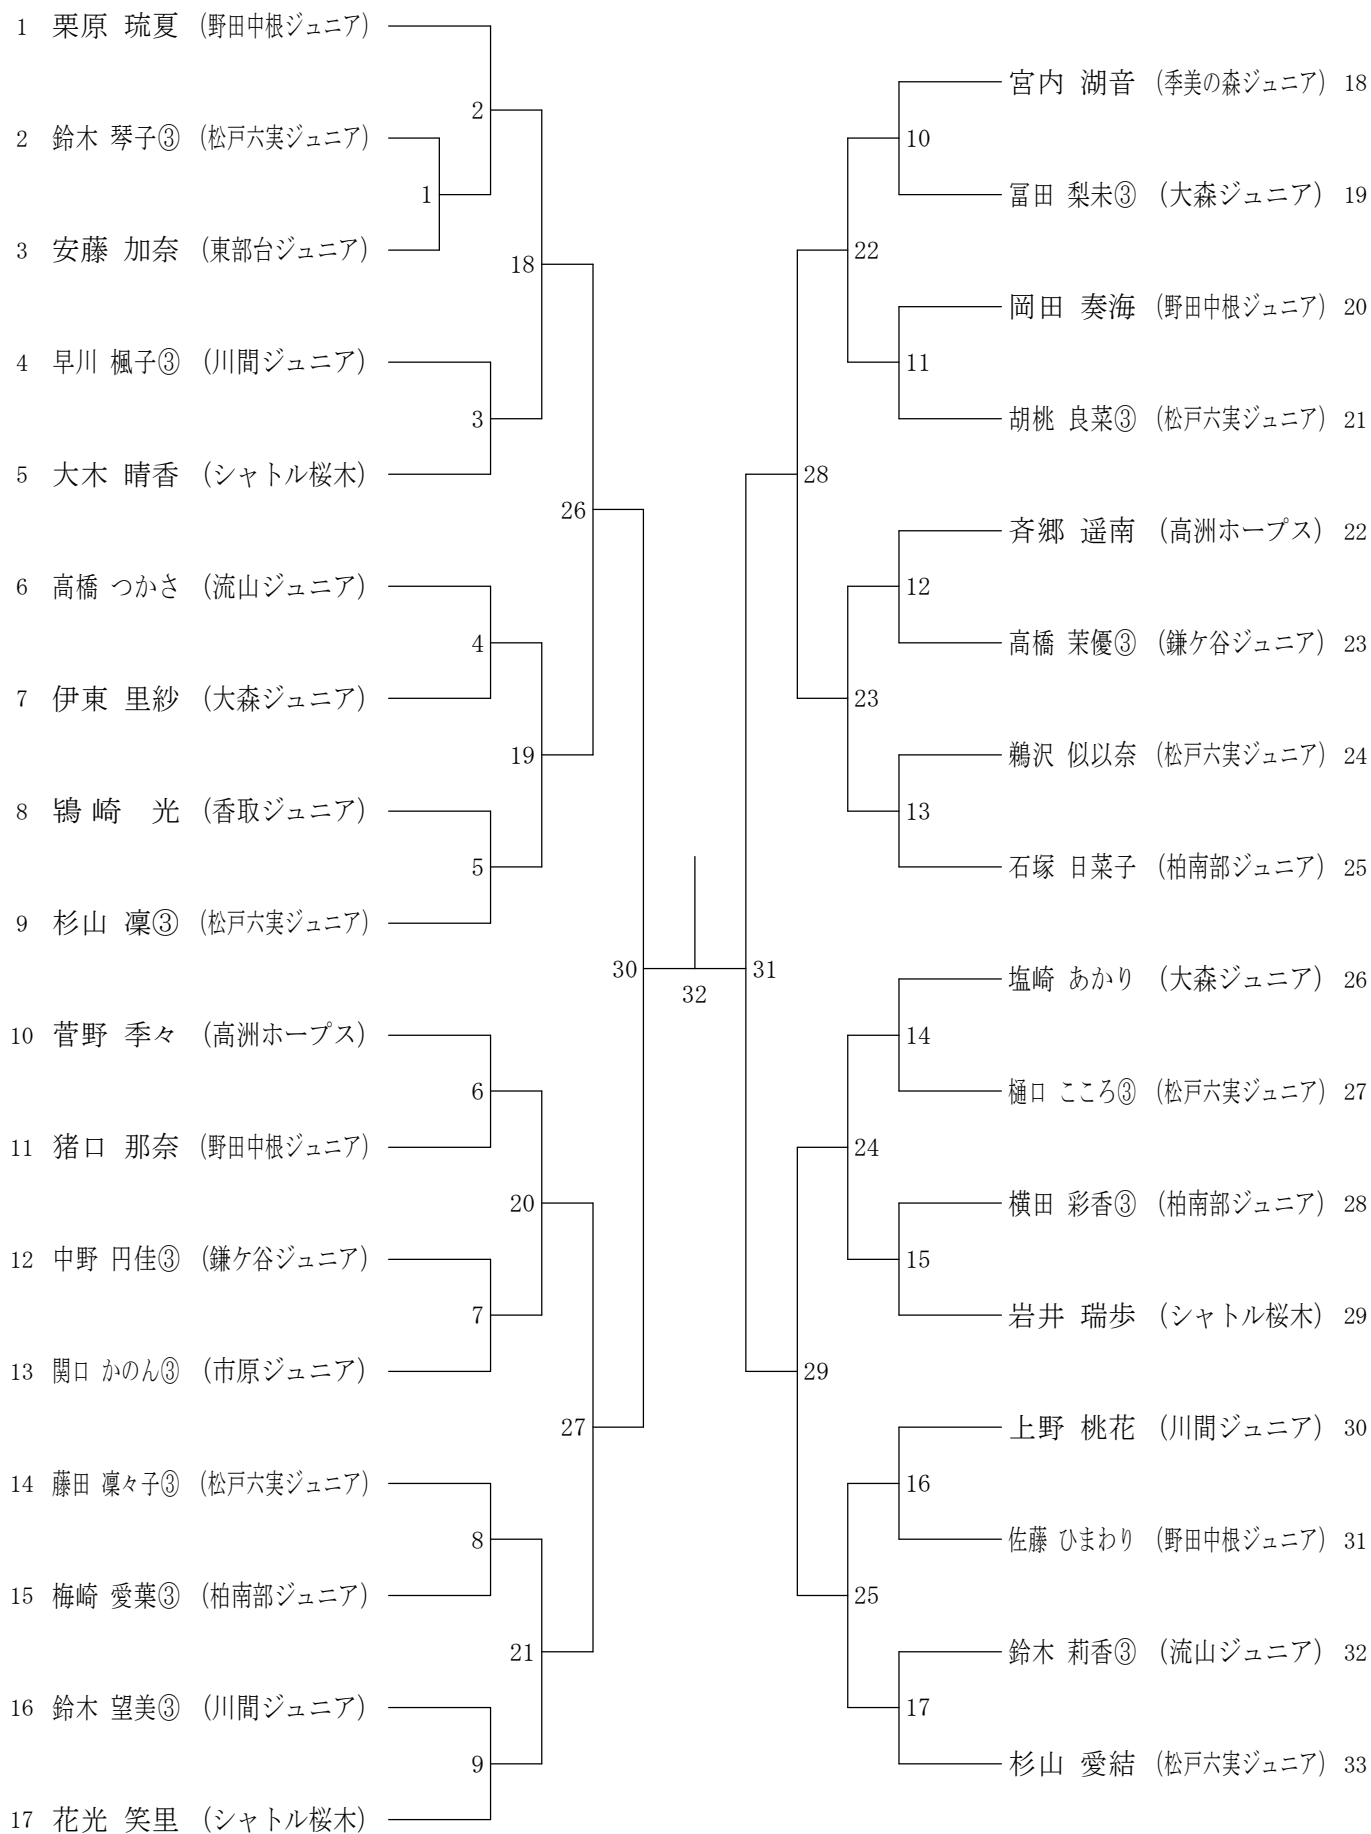 1 栗原 琉夏 (野田中根ジュニア)
2 鈴木 琴子③ (松戸六実ジュニア)
3 安藤 加奈 (東部台ジュニア)
4 早川 楓子③ (川間ジュニア)
5 大木 晴香 (シャトル桜木)
6 高橋 つかさ (流山ジュニア)
7 伊東 里紗 (大森ジュニア)
8 鴇崎 光 (香取ジュニア)
9 杉山 凜③ (松戸六実ジュニア)
10 菅野 季々 (高洲ホープス)
11 猪口 那奈 (野田中根ジュニア)
12 中野 円佳③ (鎌ケ谷ジュニア)
13 関口 かのん③ (市原ジュニア)
14 藤田 凜々子③ (松戸六実ジュニア)
15 梅崎 愛葉③ (柏南部ジュニア)
16 鈴木 望美③ (川間ジュニア)
17 花光 笑里 (シャトル桜木)
1
2
3
4
5
6
7
8
9
18
19
20
21
26
27
30
32
31
28
29
22
23
24
25
10
11
12
13
14
15
16
17
宮内 湖音 (季美の森ジュニア) 18
冨田 梨未③ (大森ジュニア) 19
岡田 奏海 (野田中根ジュニア) 20
胡桃 良菜③ (松戸六実ジュニア) 21
斉郷 遥南 (高洲ホープス) 22
高橋 茉優③ (鎌ケ谷ジュニア) 23
鵜沢 似以奈 (松戸六実ジュニア) 24
石塚 日菜子 (柏南部ジュニア) 25
塩崎 あかり (大森ジュニア) 26
樋口 こころ③ (松戸六実ジュニア) 27
横田 彩香③ (柏南部ジュニア) 28
岩井 瑞歩 (シャトル桜木) 29
上野 桃花 (川間ジュニア) 30
佐藤 ひまわり (野田中根ジュニア) 31
鈴木 莉香③ (流山ジュニア) 32
杉山 愛結 (松戸六実ジュニア) 33